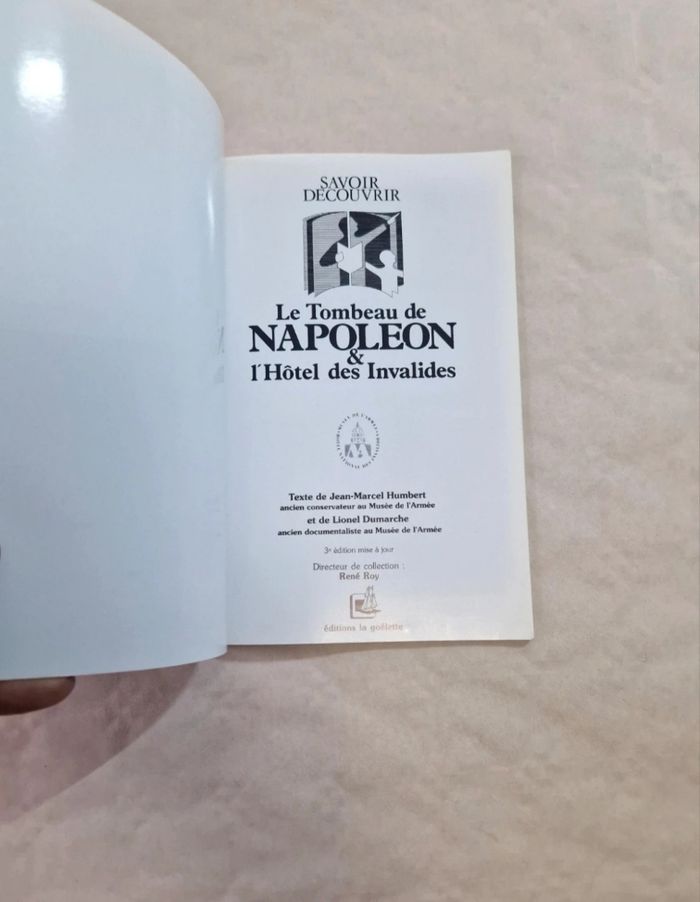 SAVOIR
DÉCOUVRIR
Le Tombeau de
NAPOLEON
&
l'Hôtel des Invalides
Texte de Jean-Marcel Humbert
ancien conservateur au Musée de l'Armée
et de Lionel Dumarche
ancien documentaliste au Musée de l'Armée
3e édition mise à jour
Directeur de collection :
René Roy
éditions la goélette